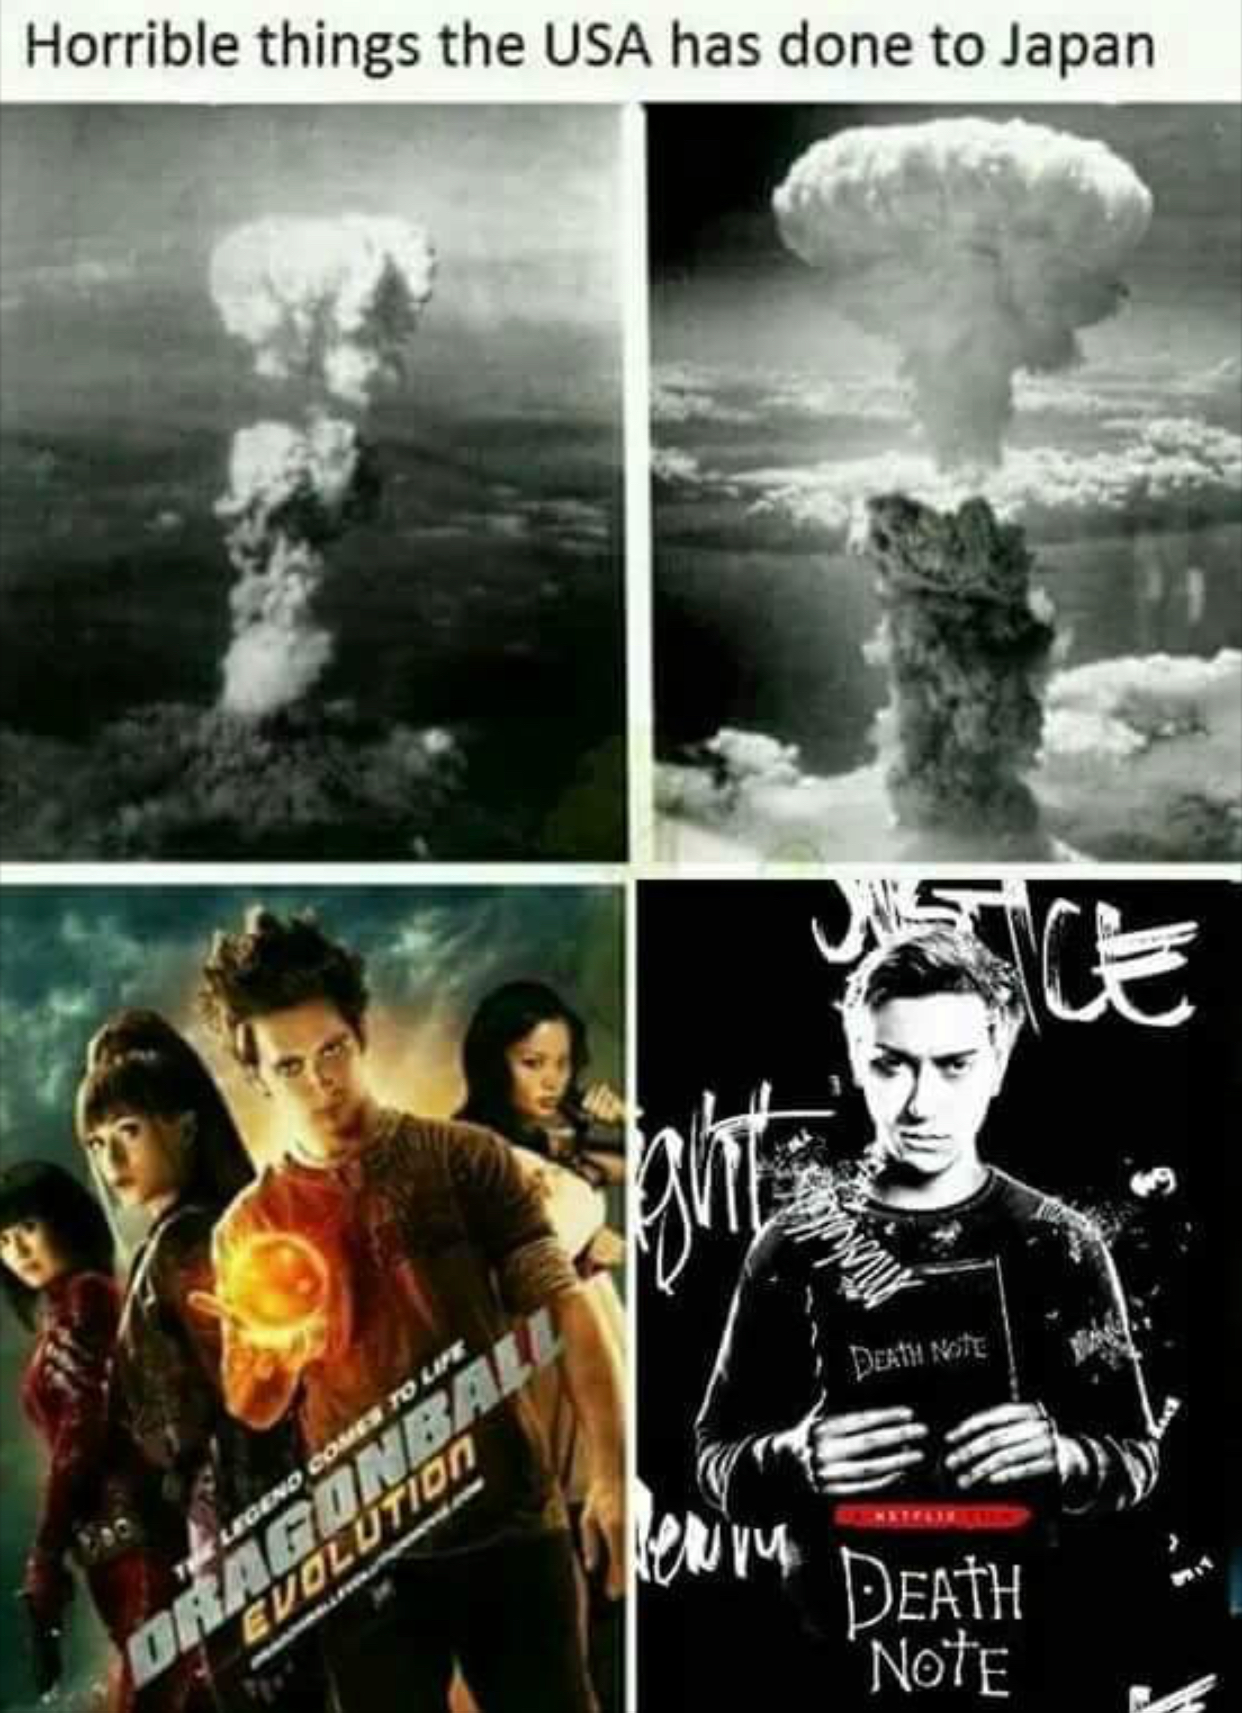 Horrible things the USA has done to Japan
THE LEGEND COMES TO LIFE
DRAGONBALL
EVOLUTION
JUSTICE
DEATH NOTE
NETFLIX
DEATH
NOTE